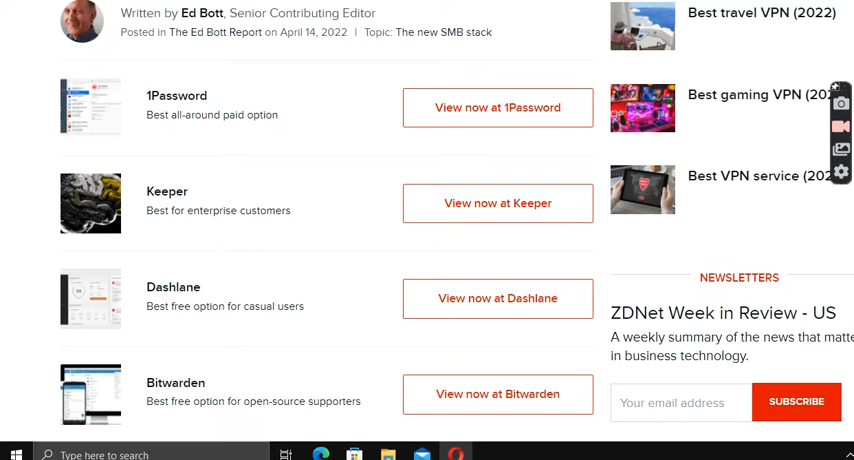 Written by Ed Bott, Senior Contributing Editor
Posted in The Ed Bott Report on April 14, 2022 | Topic: The new SMB stack
1Password
Best all-around paid option
View now at 1Password
Keeper
Best for enterprise customers
View now at Keeper
Dashlane
Best free option for casual users
View now at Dashlane
Bitwarden
Best free option for open-source supporters
View now at Bitwarden
Best travel VPN (2022)
Best gaming VPN (202
Best VPN service (202
NEWSLETTERS
ZDNet Week in Review - US
A weekly summary of the news that matte
in business technology.
Your email address
SUBSCRIBE
Type here to search